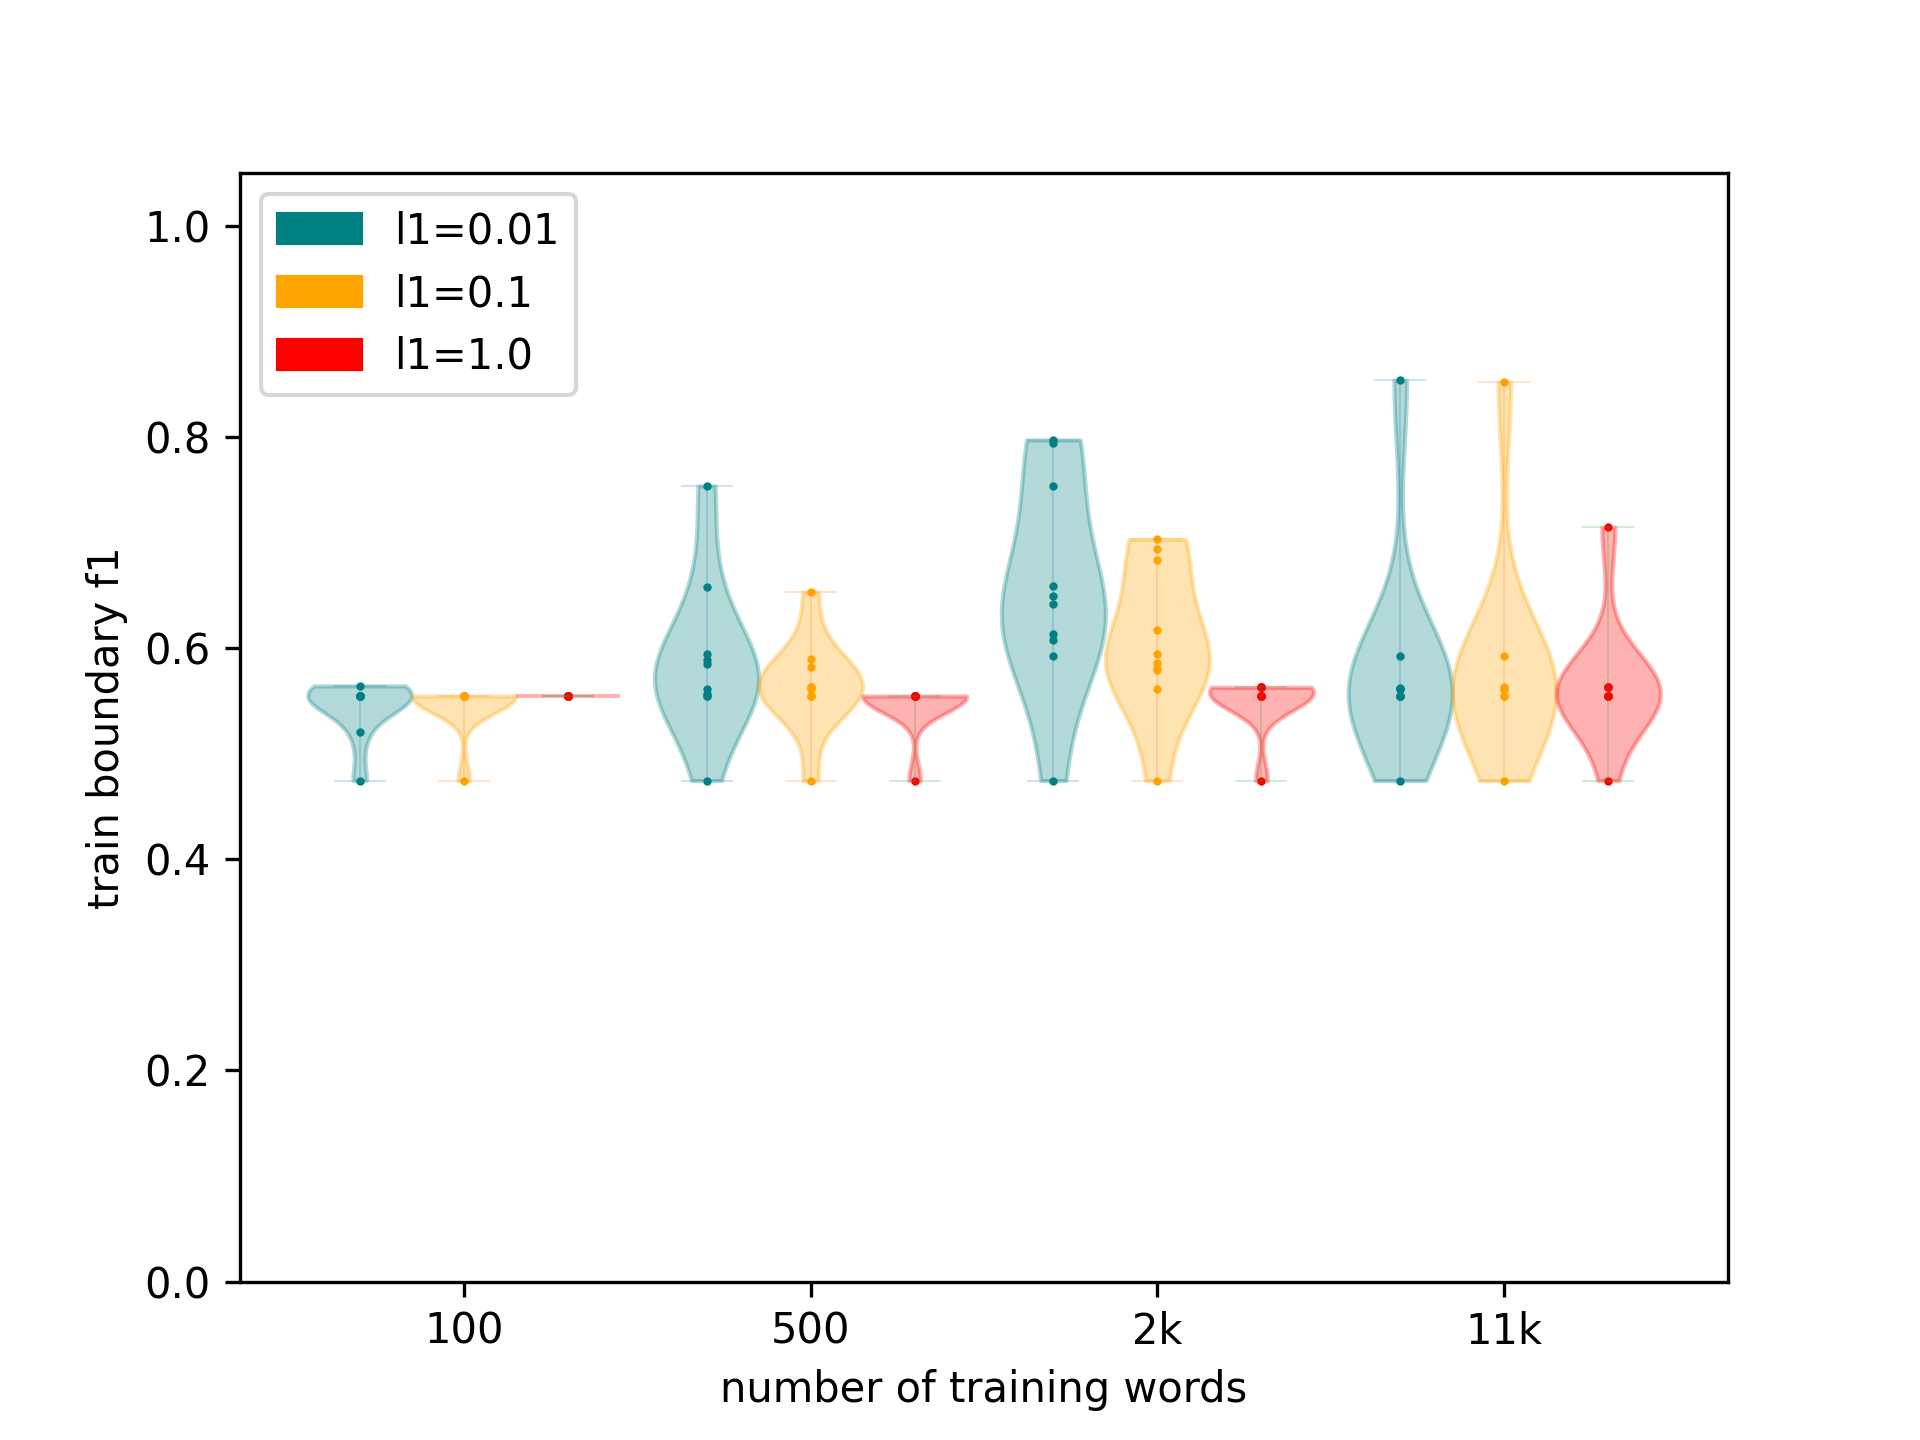 l1=0.01
l1=0.1
l1=1.0
1.0
0.8
0.6
0.4
0.2
0.0
train boundary f1
100 500 2k 11k
number of training words